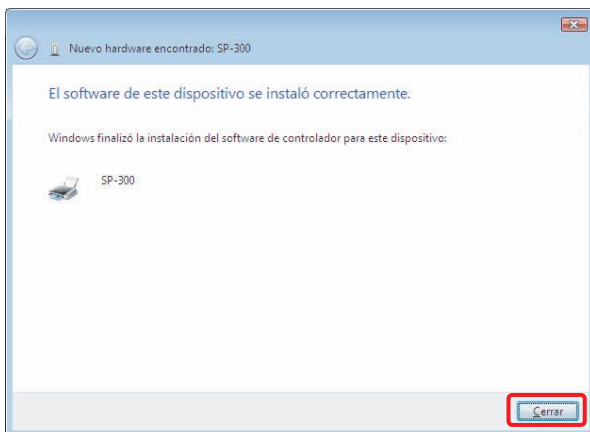 Nuevo hardware encontrado: SP-300
El software de este dispositivo se instaló correctamente.
Windows finalizó la instalación del software de controlador para este dispositivo:
SP-300
Cerrar